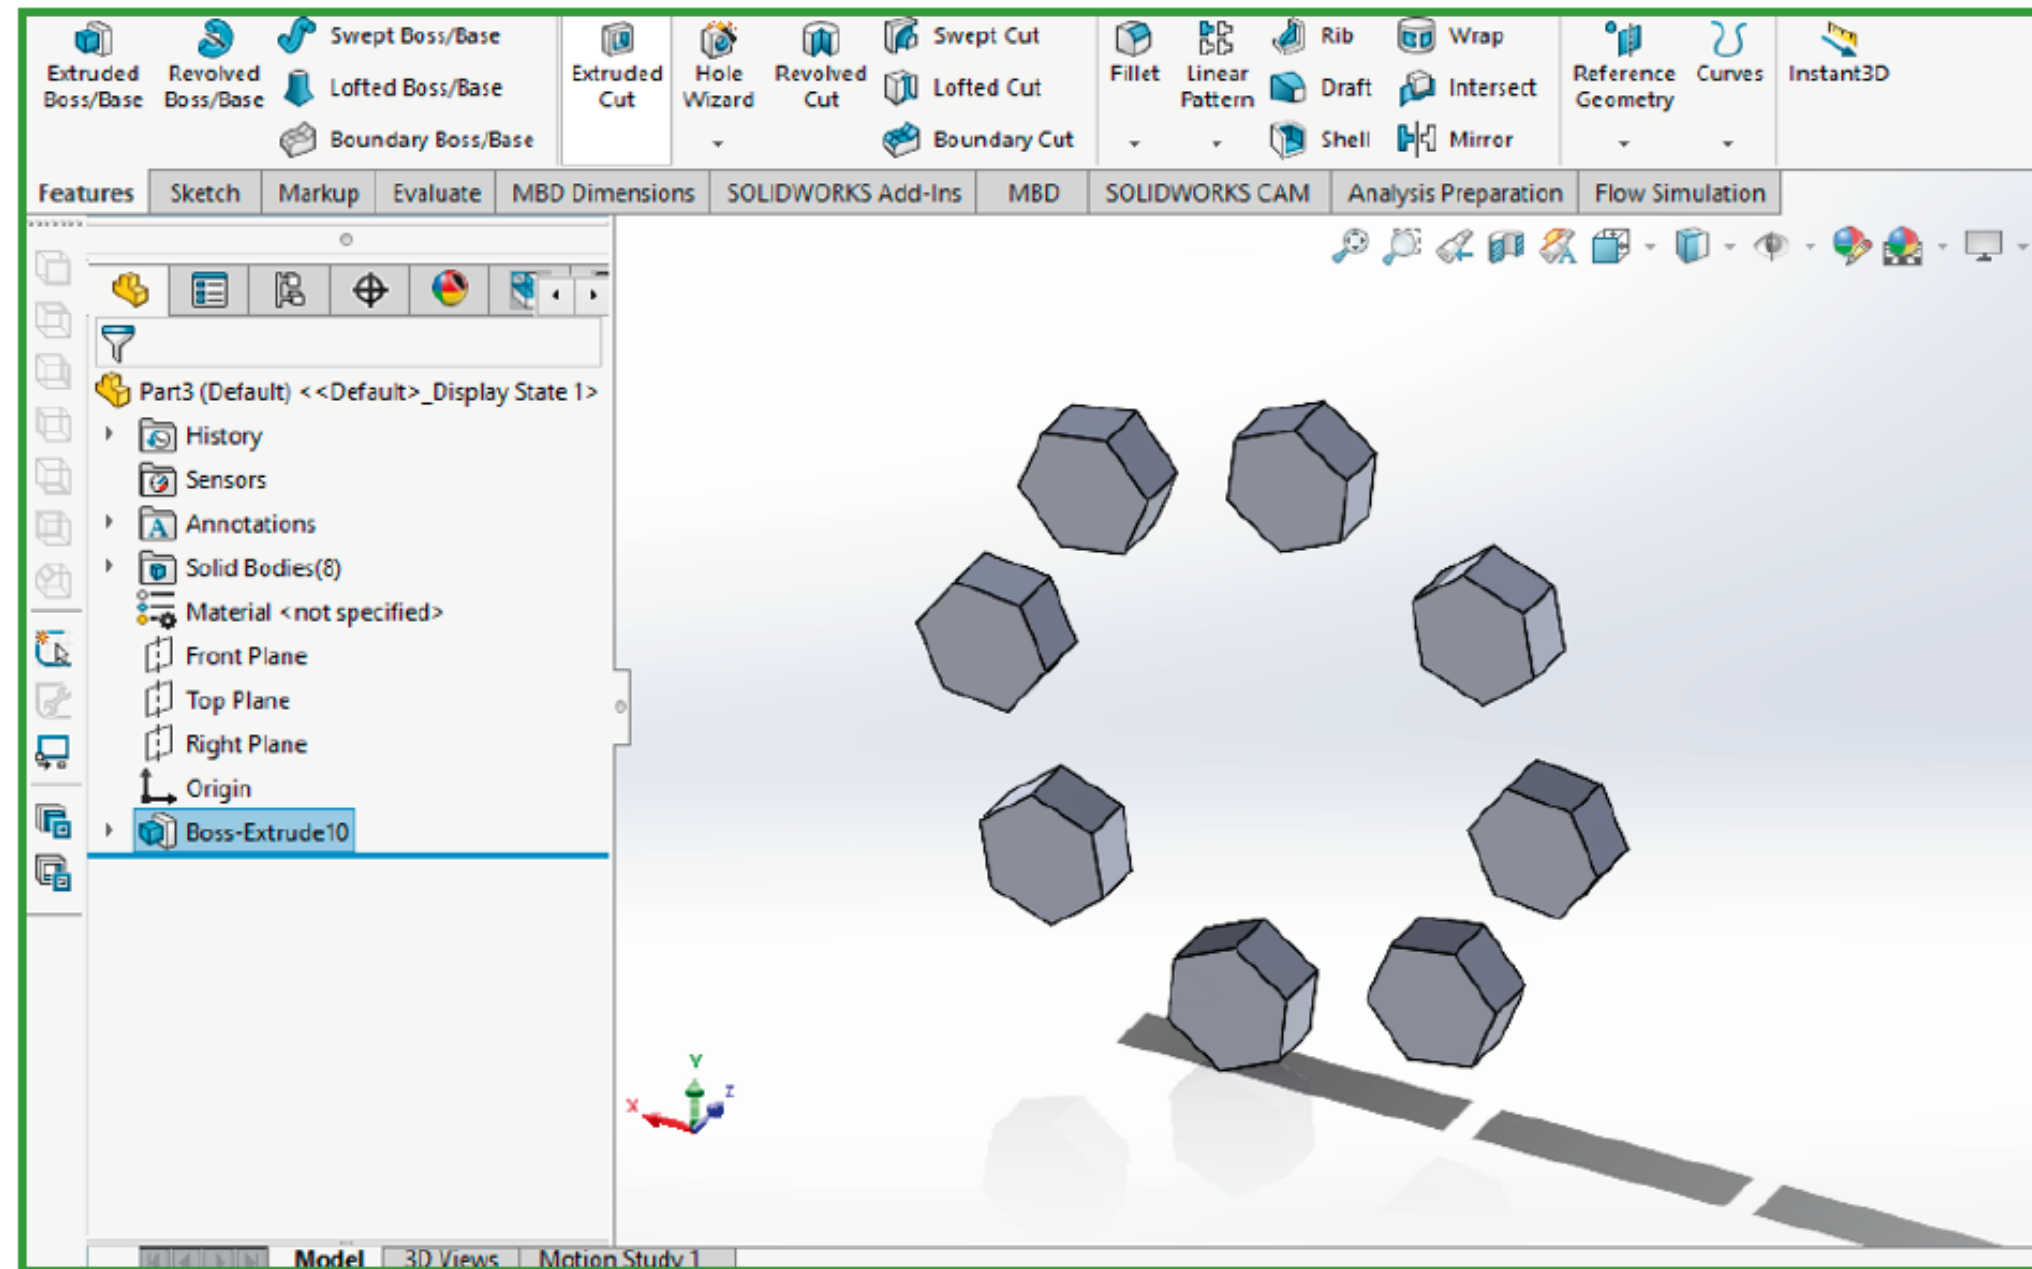 Extruded Boss/Base
Revolved Boss/Base
Swept Boss/Base
Lofted Boss/Base
Boundary Boss/Base
Extruded Cut
Hole Wizard
Revolved Cut
Swept Cut
Lofted Cut
Boundary Cut
Fillet
Linear Pattern
Rib
Draft
Shell
Wrap
Intersect
Mirror
Reference Geometry
Curves
Instant3D
Features
Sketch
Markup
Evaluate
MBD Dimensions
SOLIDWORKS Add-Ins
MBD
SOLIDWORKS CAM
Analysis Preparation
Flow Simulation
Part3 (Default) <<Default>_Display State 1>
History
Sensors
Annotations
Solid Bodies(8)
Material <not specified>
Front Plane
Top Plane
Right Plane
Origin
Boss-Extrude10
Y
X
Z
Model
3D Views
Motion Study 1